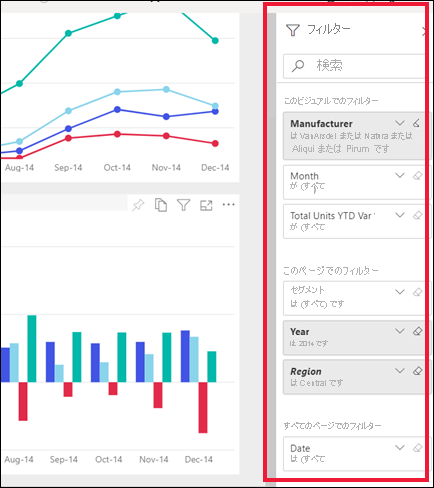 フィルター
検索
このビジュアルでのフィルター
Manufacturer
は VanArsdel または Natura または
Aliqui または Pirum です
Month
が (すべて
Total Units YTD Var
が (すべて
このページでのフィルター
セグメント
は (すべて) です
Year
は 2014 です
Region
は Central です
すべてのページでのフィルター
Date
は (すべて
Aug-14 Sep-14 Oct-14 Nov-14 Dec-14
Aug-14 Sep-14 Oct-14 Nov-14 Dec-14